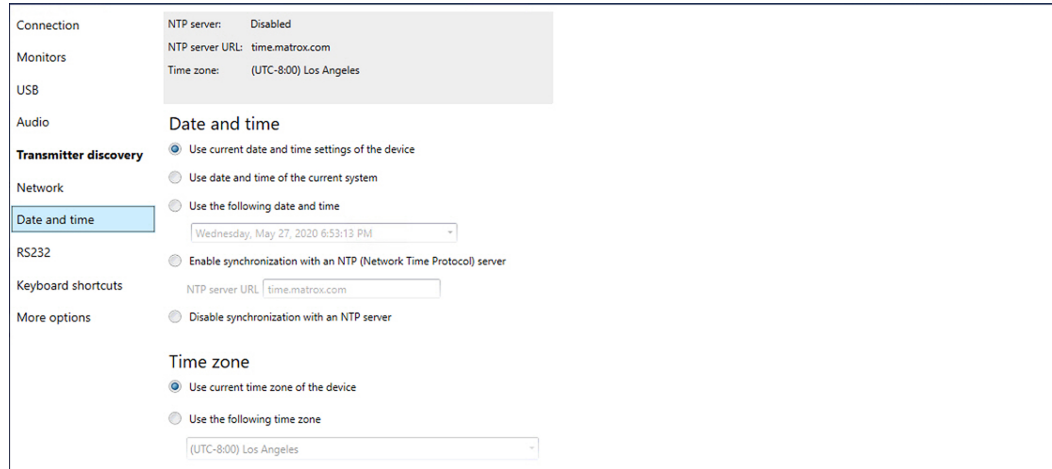 Connection
Monitors
USB
Audio
Transmitter discovery
Network
Date and time
RS232
Keyboard shortcuts
More options
NTP server: Disabled
NTP server URL: time.matrox.com
Time zone: (UTC-8:00) Los Angeles
Date and time
Use current date and time settings of the device
Use date and time of the current system
Use the following date and time
Wednesday, May 27, 2020 6:53:13 PM
Enable synchronization with an NTP (Network Time Protocol) server
NTP server URL time.matrox.com
Disable synchronization with an NTP server
Time zone
Use current time zone of the device
Use the following time zone
(UTC-8:00) Los Angeles